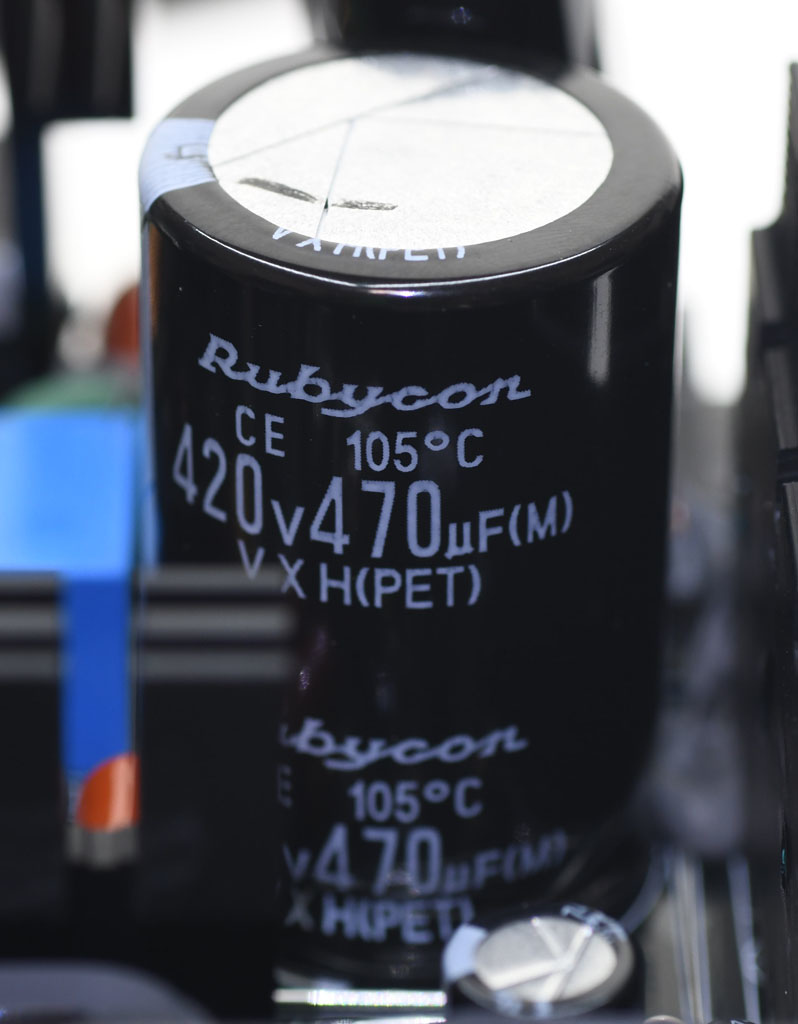 VXH(PET)
Rubycon
CE 105°C
420V470µF(M)
VXH(PET)
ubycon
E 105°C
V470µF(M)
XH(PET)